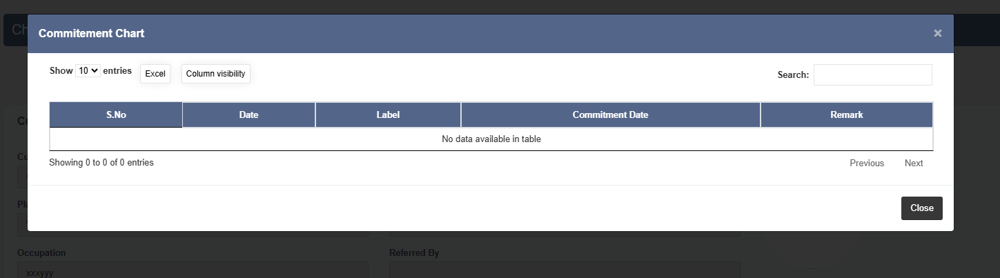 Commitement Chart
×
Show 10 entries Excel Column visibility Search:
S.No Date Label Commitment Date Remark
No data available in table
Showing 0 to 0 of 0 entries Previous Next
Close
Occupation Referred By
xxxyyy